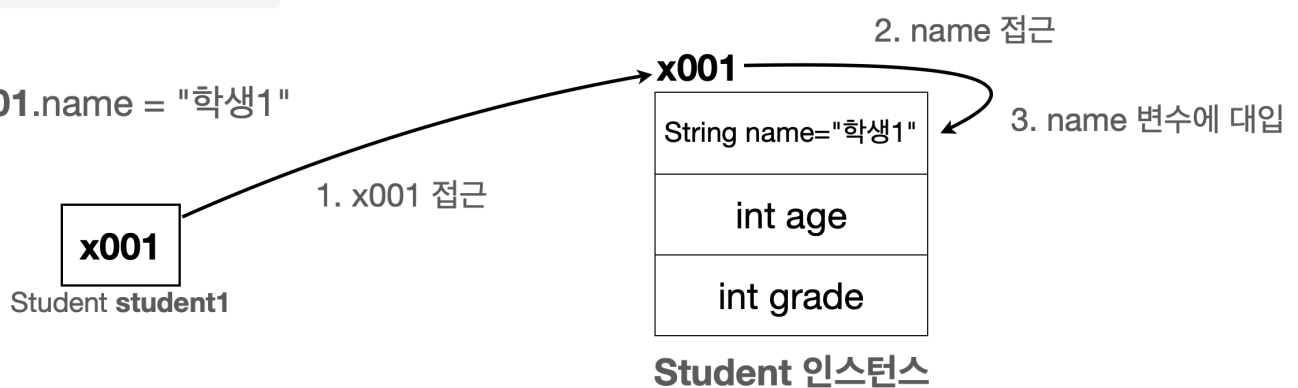 2. name 접근
x001
01.name = "학생1"
String name="학생1"
3. name 변수에 대입
1. x001 접근
int age
x001
int grade
Student student1
Student 인스턴스